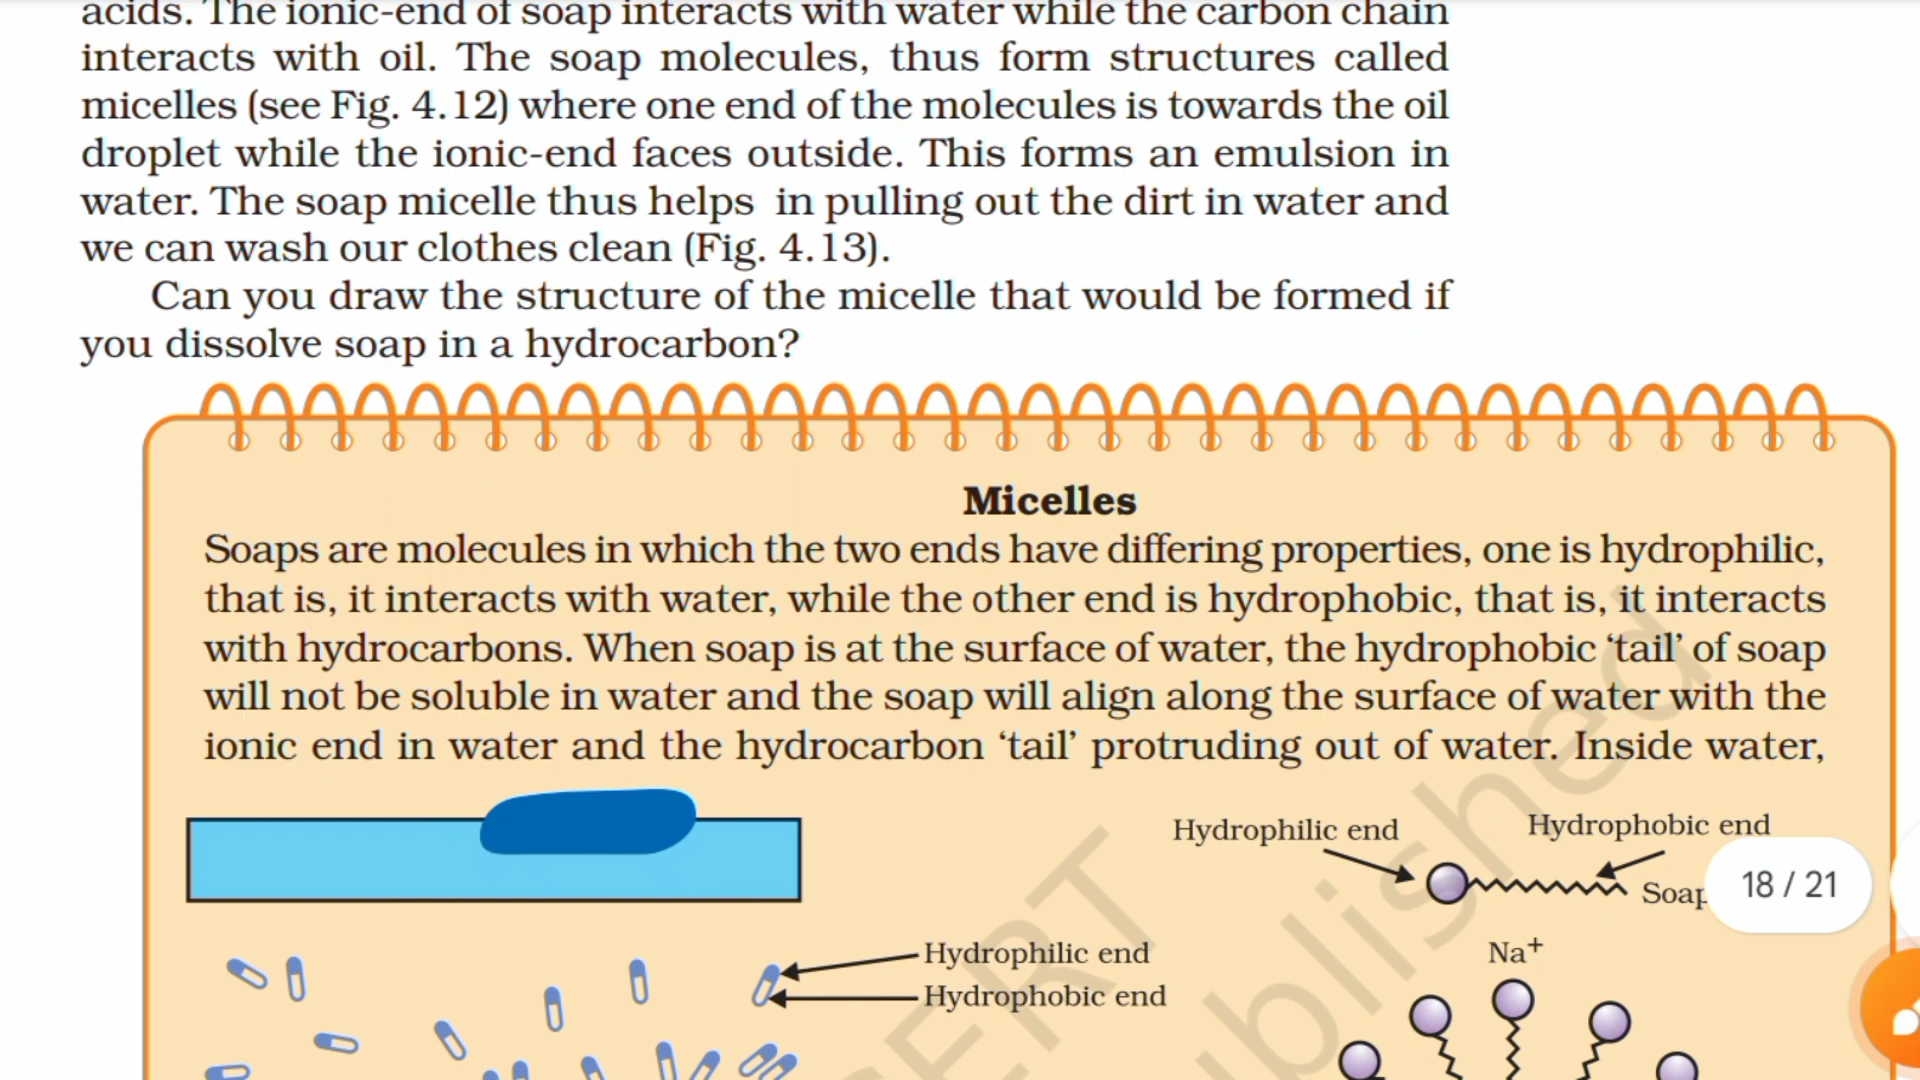 acids. The ionic-end of soap interacts with water while the carbon chain
interacts with oil. The soap molecules, thus form structures called
micelles (see Fig. 4.12) where one end of the molecules is towards the oil
droplet while the ionic-end faces outside. This forms an emulsion in
water. The soap micelle thus helps in pulling out the dirt in water and
we can wash our clothes clean (Fig. 4.13).
Can you draw the structure of the micelle that would be formed if
you dissolve soap in a hydrocarbon?
Micelles
Soaps are molecules in which the two ends have differing properties, one is hydrophilic,
that is, it interacts with water, while the other end is hydrophobic, that is, it interacts
with hydrocarbons. When soap is at the surface of water, the hydrophobic ‘tail’ of soap
will not be soluble in water and the soap will align along the surface of water with the
ionic end in water and the hydrocarbon ‘tail’ protruding out of water. Inside water,
Hydrophilic end
Hydrophobic end
Soap
18 / 21
Na+
Hydrophilic end
Hydrophobic end